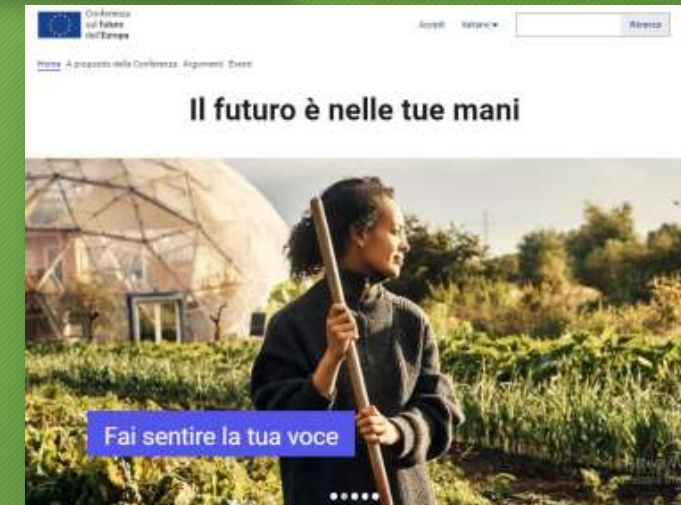 Conferenza
sul futuro
dell'Europa
Accedi Italiano Ricerca
Home A proposito della Conferenza Argomenti Eventi
Il futuro è nelle tue mani
Fai sentire la tua voce